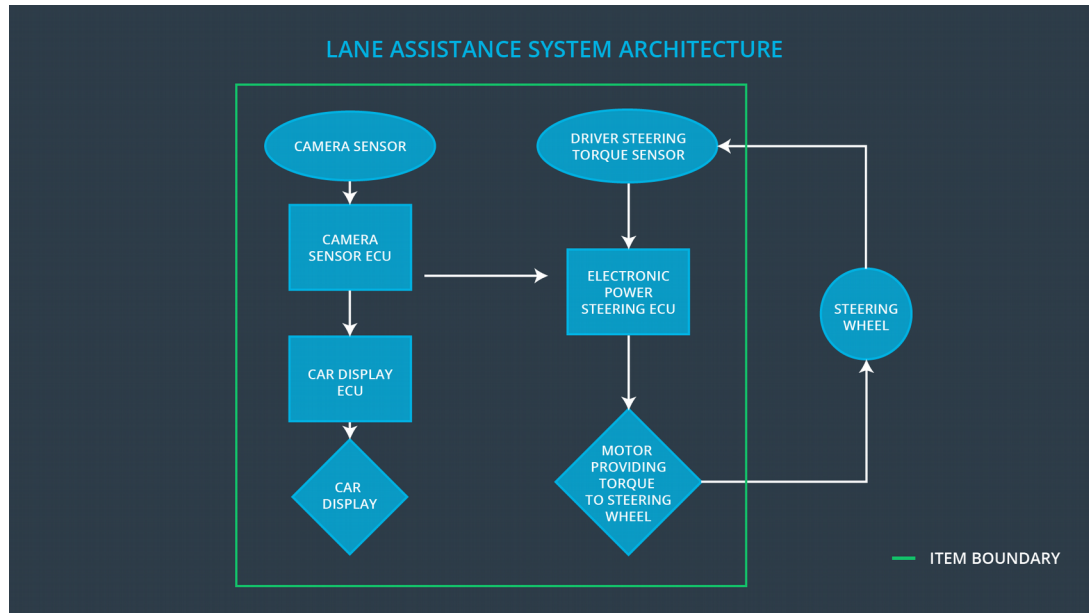 LANE ASSISTANCE SYSTEM ARCHITECTURE
CAMERA SENSOR
CAMERA
SENSOR ECU
CAR DISPLAY
ECU
CAR
DISPLAY
DRIVER STEERING
TORQUE SENSOR
ELECTRONIC
POWER
STEERING ECU
MOTOR
PROVIDING
TORQUE
TO STEERING
WHEEL
STEERING
WHEEL
ITEM BOUNDARY